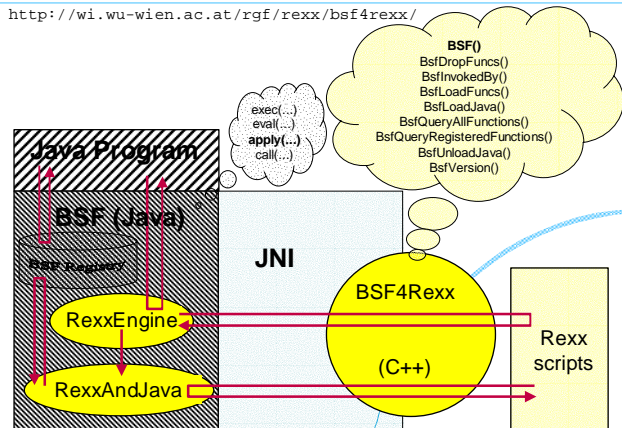 http://wi.wu-wien.ac.at/rgf/rexx/bsf4rexx/
BSF()
BsfDropFuncs()
BsfInvokedBy()
BsfLoadFuncs()
BsfLoadJava()
BsfQueryAllFunctions()
BsfQueryRegisteredFunctions()
BsfUnloadJava()
BsfVersion()
exec(...)
eval(...)
apply(...)
call(...)
Java Program
BSF (Java)
BSF Registry
JNI
BSF4Rexx
(C++)
RexxEngine
RexxAndJava
Rexx
scripts